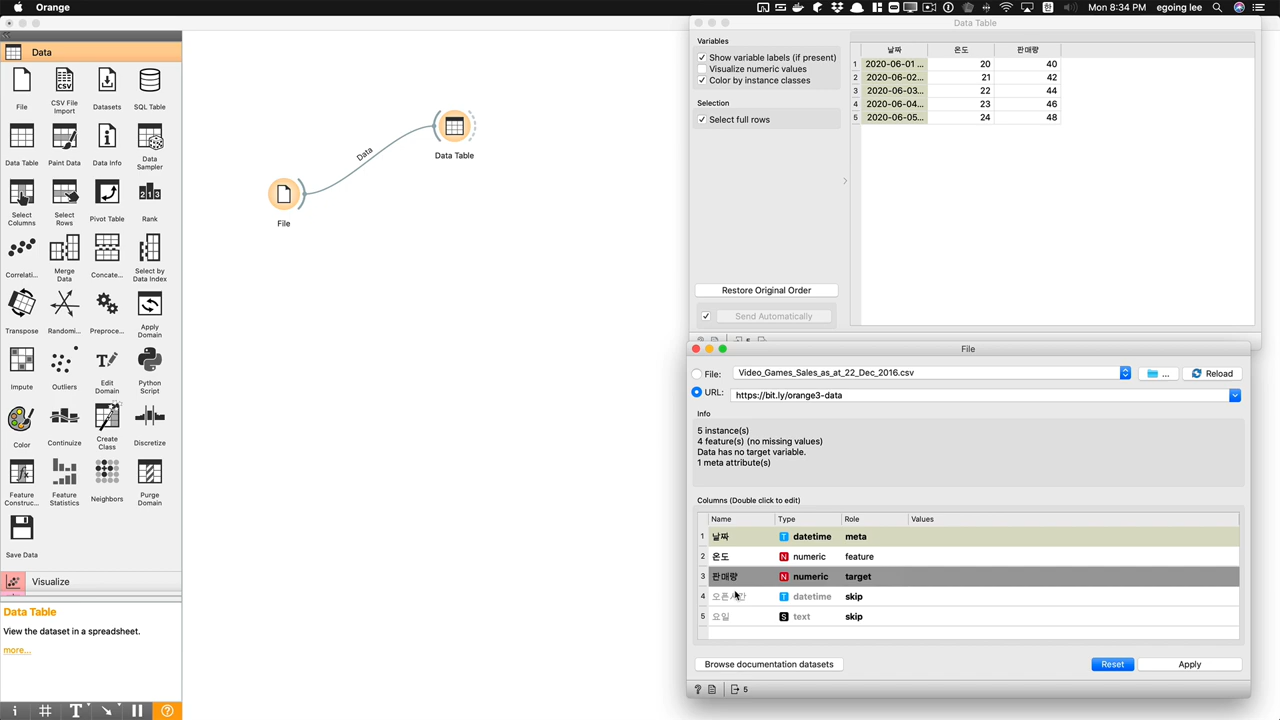 Orange
Mon 8:34 PM
egoing lee
Data
File
CSV File Import
Datasets
SQL Table
Data Table
Paint Data
Data Info
Data Sampler
Select Columns
Select Rows
Pivot Table
Rank
Correlati...
Merge Data
Concate...
Select by Data Index
Transpose
Randomi...
Preproce...
Apply Domain
Impute
Outliers
Edit Domain
Python Script
Color
Continuize
Create Class
Discretize
Feature Construc...
Feature Statistics
Neighbors
Purge Domain
Save Data
Visualize
Data Table
View the dataset in a spreadsheet.
more...
Data
Data Table
File
Data Table
Variables
Show variable labels (if present)
Visualize numeric values
Color by instance classes
Selection
Select full rows
Restore Original Order
Send Automatically
날짜 온도 판매량
1 2020-06-01 ... 20 40
2 2020-06-02... 21 42
3 2020-06-03... 22 44
4 2020-06-04... 23 46
5 2020-06-05... 24 48
File
File: Video_Games_Sales_as_at_22_Dec_2016.csv ... Reload
URL: https://bit.ly/orange3-data
Info
5 instance(s)
4 feature(s) (no missing values)
Data has no target variable.
1 meta attribute(s)
Columns (Double click to edit)
Name Type Role Values
1 날짜 T datetime meta
2 온도 N numeric feature
3 판매량 N numeric target
4 오픈시간 T datetime skip
5 요일 S text skip
Browse documentation datasets
Reset
Apply
? 5